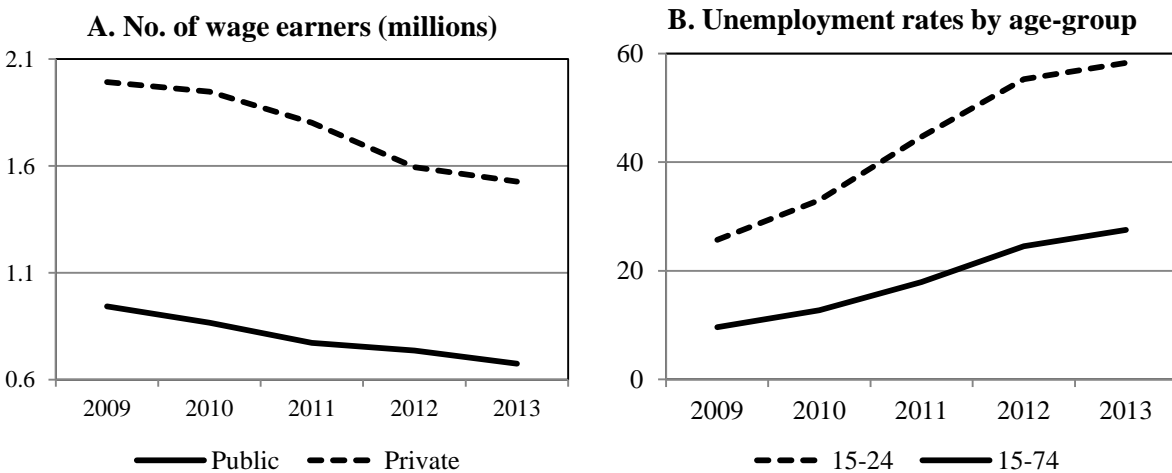 A. No. of wage earners (millions)
2.1
1.6
1.1
0.6
2009 2010 2011 2012 2013
Public Private
B. Unemployment rates by age-group
60
40
20
0
2009 2010 2011 2012 2013
15-24 15-74